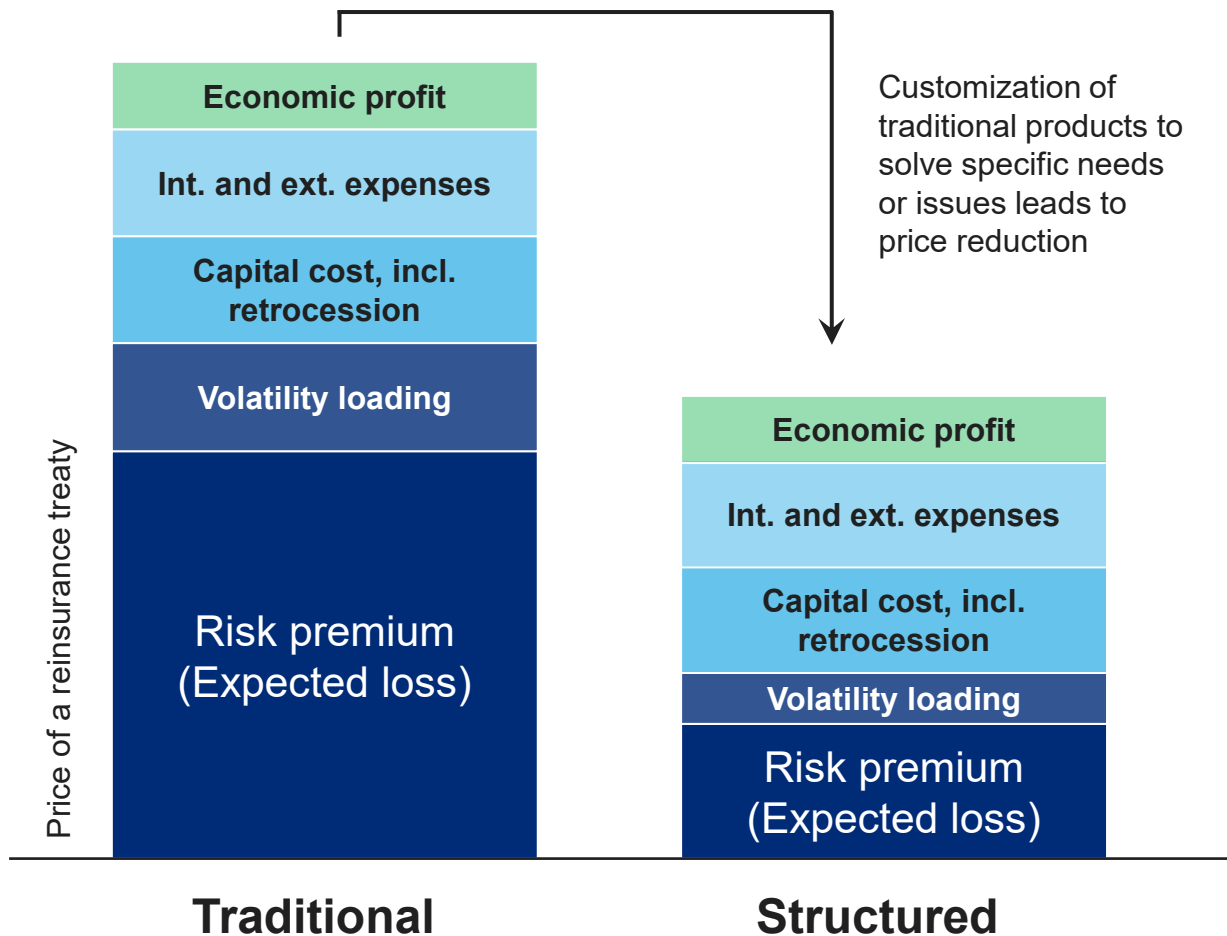 Economic profit
Int. and ext. expenses
Capital cost, incl.
retrocession
Volatility loading
Risk premium
(Expected loss)
Price of a reinsurance treaty
Customization of
traditional products to
solve specific needs
or issues leads to
price reduction
Economic profit
Int. and ext. expenses
Capital cost, incl.
retrocession
Volatility loading
Risk premium
(Expected loss)
Traditional
Structured